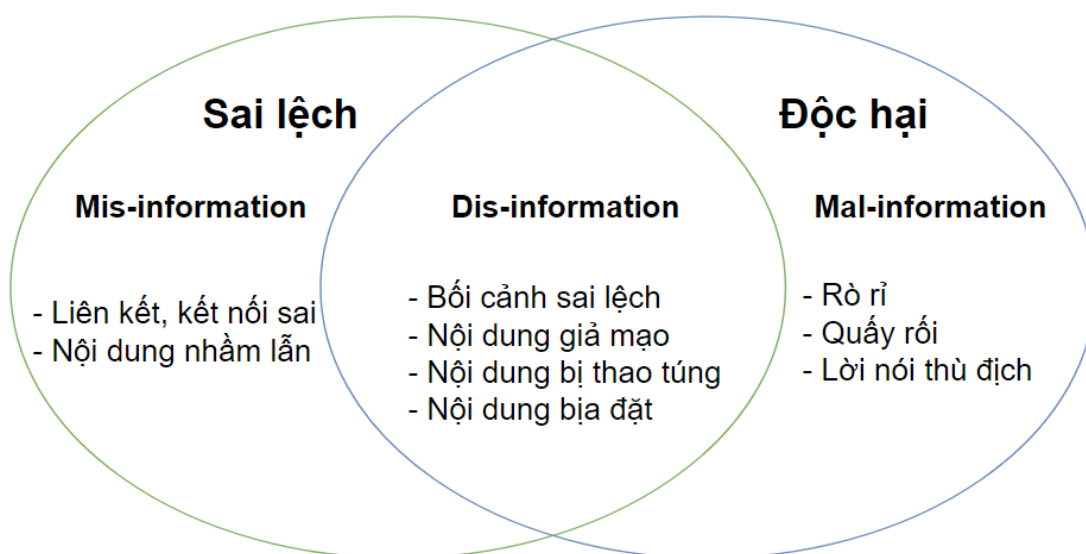 Sai lệch
Độc hại
Mis-information
Dis-information
Mal-information
- Liên kết, kết nối sai
- Nội dung nhầm lẫn
- Bối cảnh sai lệch
- Nội dung giả mạo
- Nội dung bị thao túng
- Nội dung bịa đặt
- Rò rỉ
- Quấy rối
- Lời nói thù địch